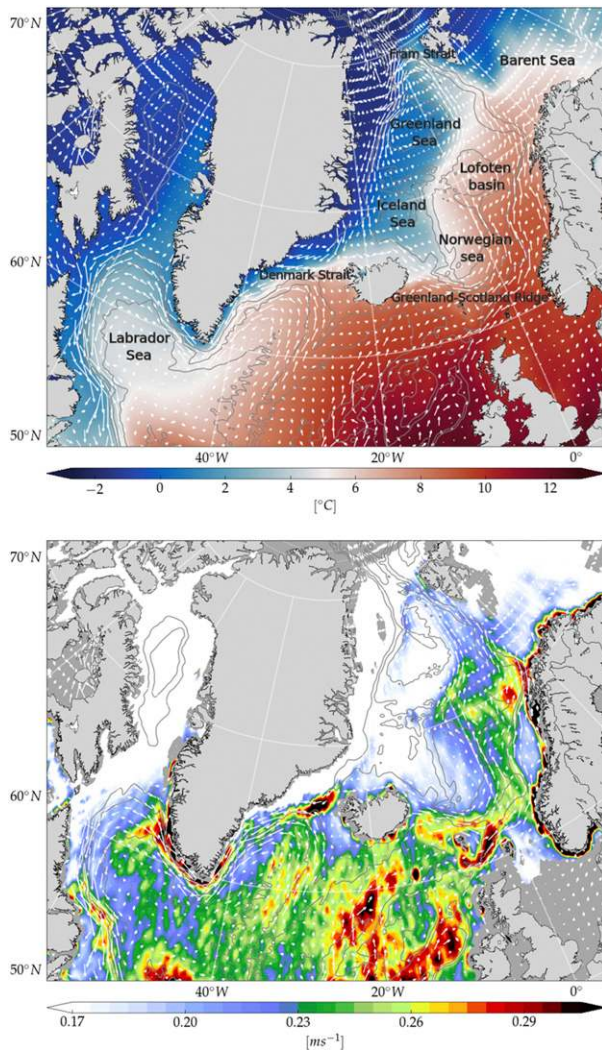 70°N
Fram Strait
Barent Sea
Greenland
Sea
Lofoten
basin
Iceland
Sea
Norwegian
sea
60°N
Denmark Strait
Greenland-Scotland Ridge
Labrador
Sea
50°N
40°W
20°W
0°
−2
0
2
4
6
8
10
12
[°C]
70°N
60°N
50°N
40°W
20°W
0°
0.17
0.20
0.23
0.26
0.29
[ms⁻¹]